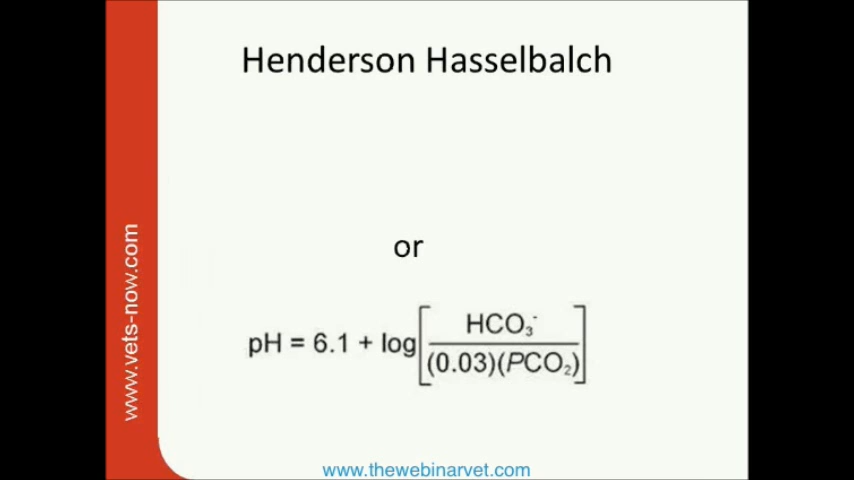 Henderson Hasselbalch
or
pH = 6.1 + log[HCO₃⁻ / (0.03)(PCO₂)]
www.vets-now.com
www.thewebinarvet.com